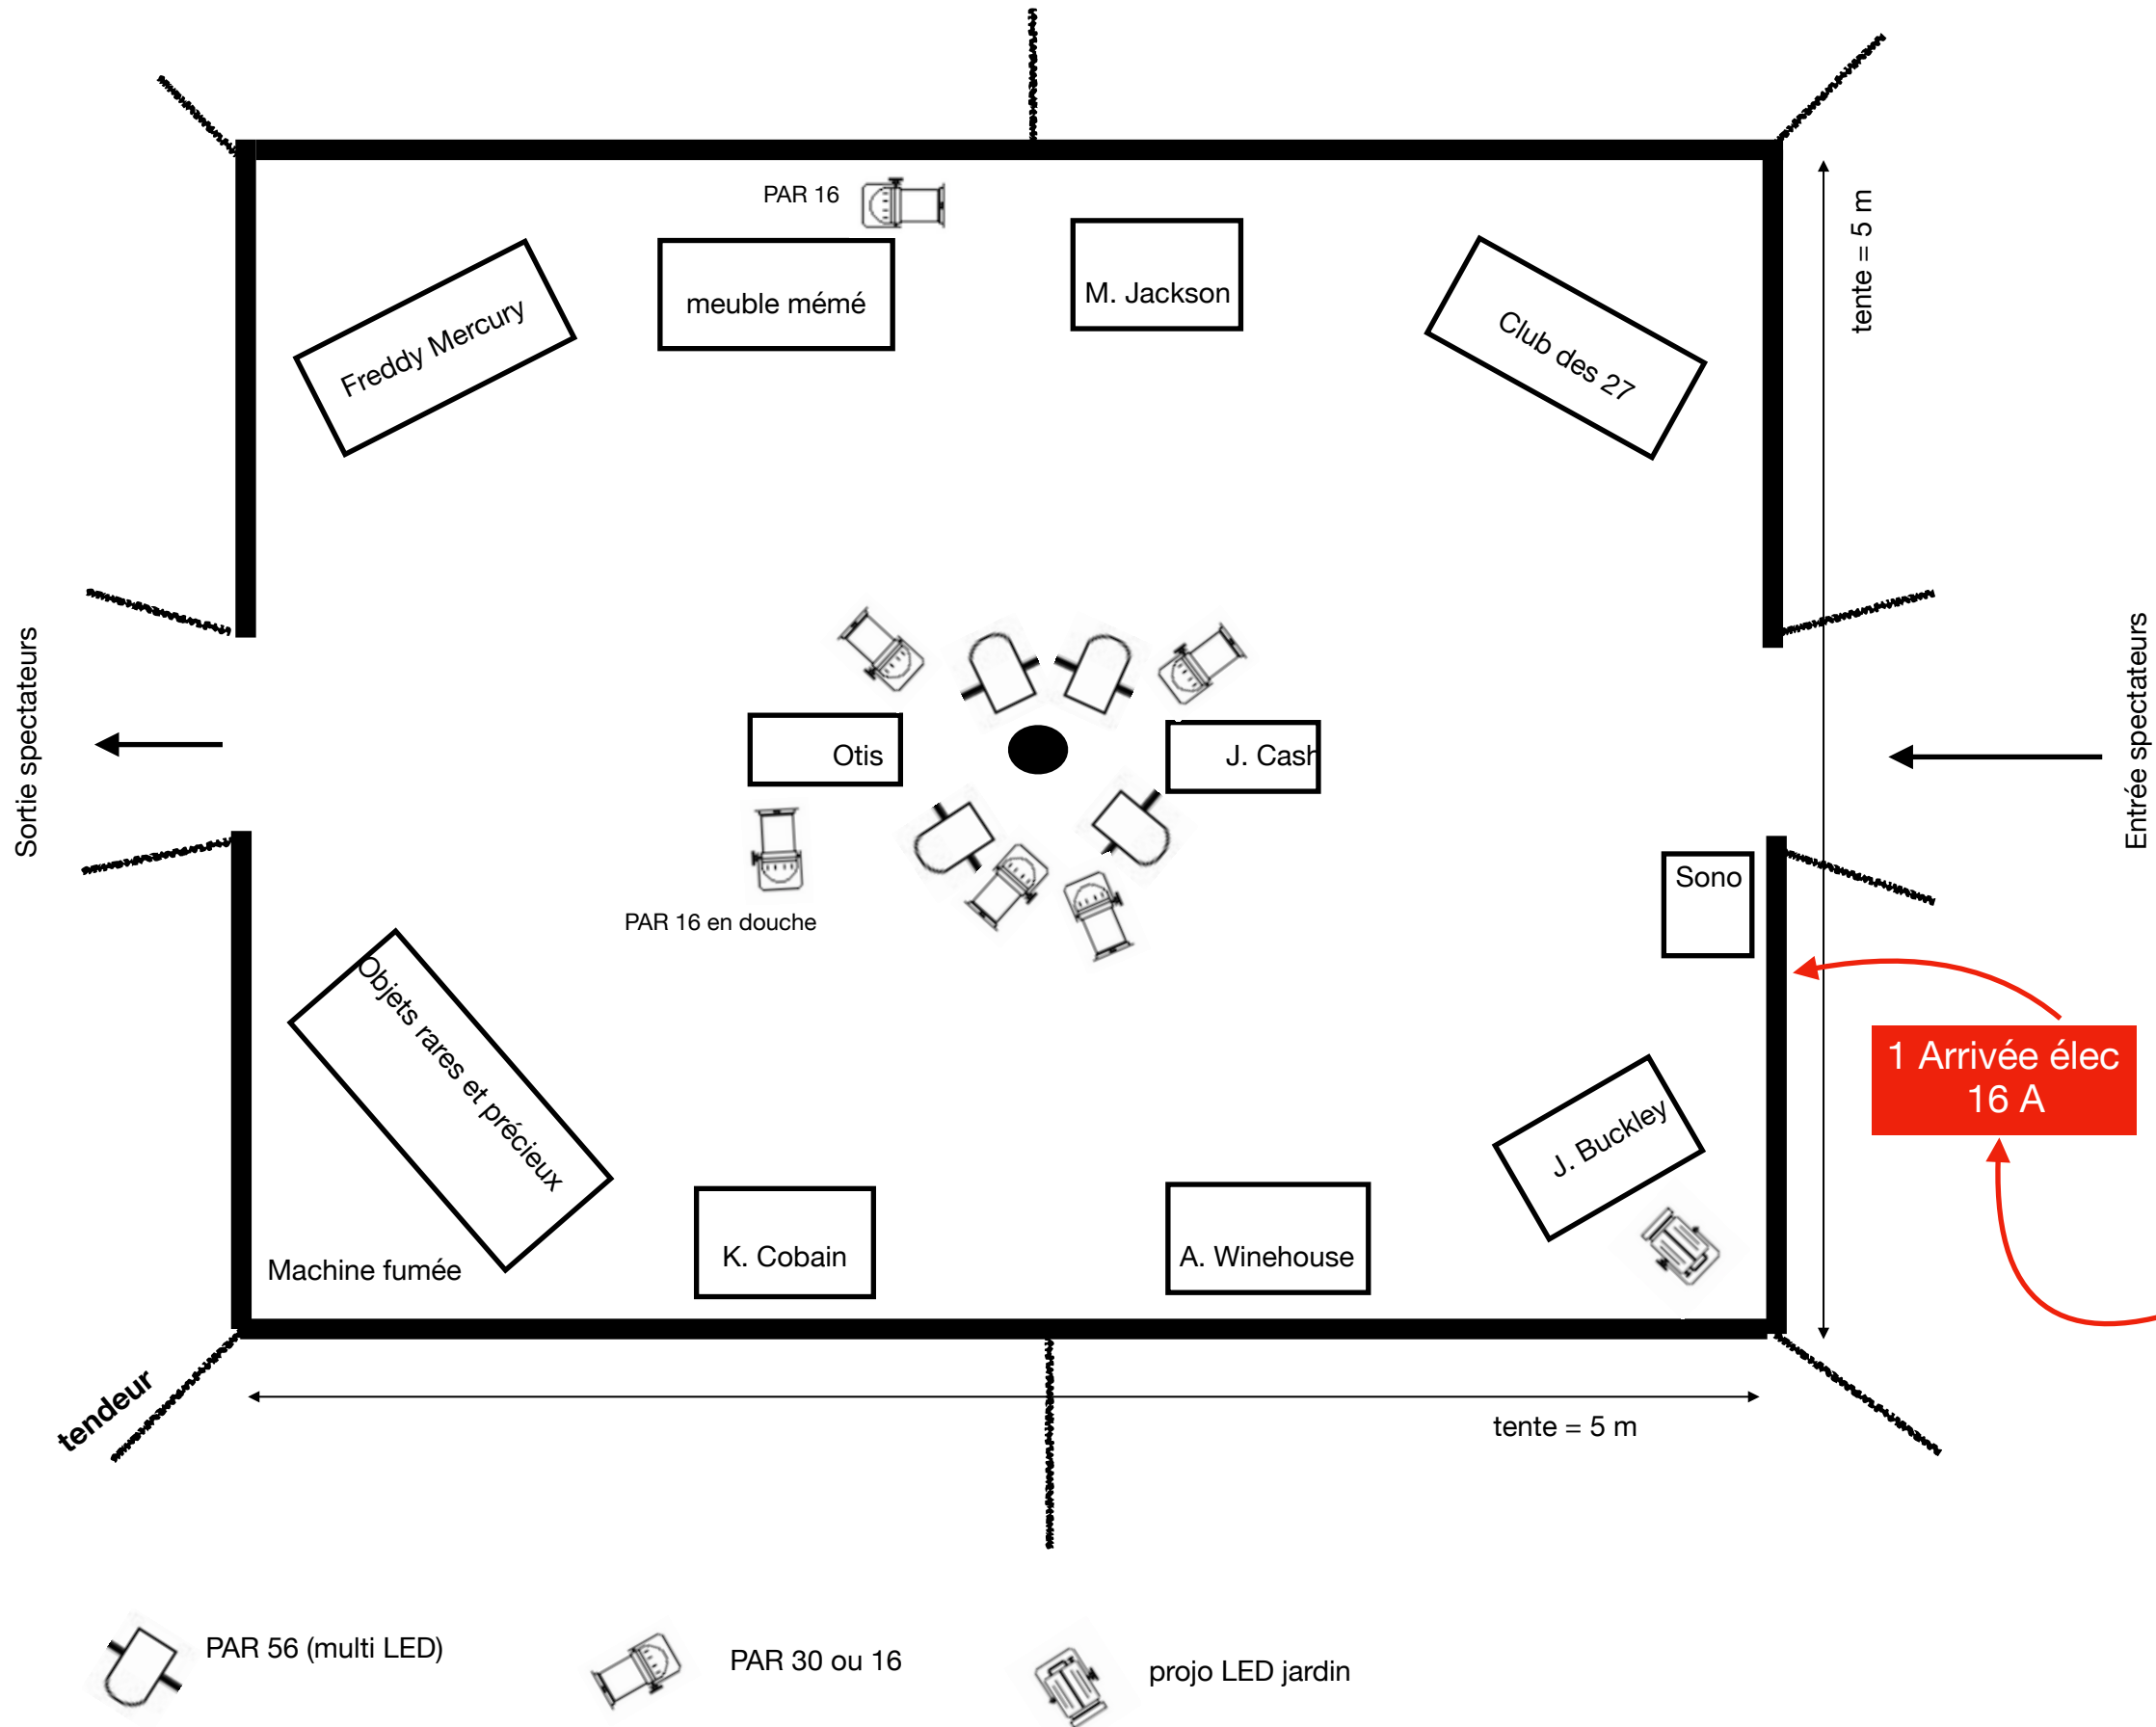 PAR 16
tente = 5 m
Freddy Mercury
meuble mémé
M. Jackson
Club des 27
Sortie spectateurs
Otis
J. Cash
Entrée spectateurs
PAR 16 en douche
Sono
Objets rares et précieux
1 Arrivée élec
16 A
J. Buckley
K. Cobain
A. Winehouse
Machine fumée
tendeur
tente = 5 m
PAR 56 (multi LED)
PAR 30 ou 16
projo LED jardin